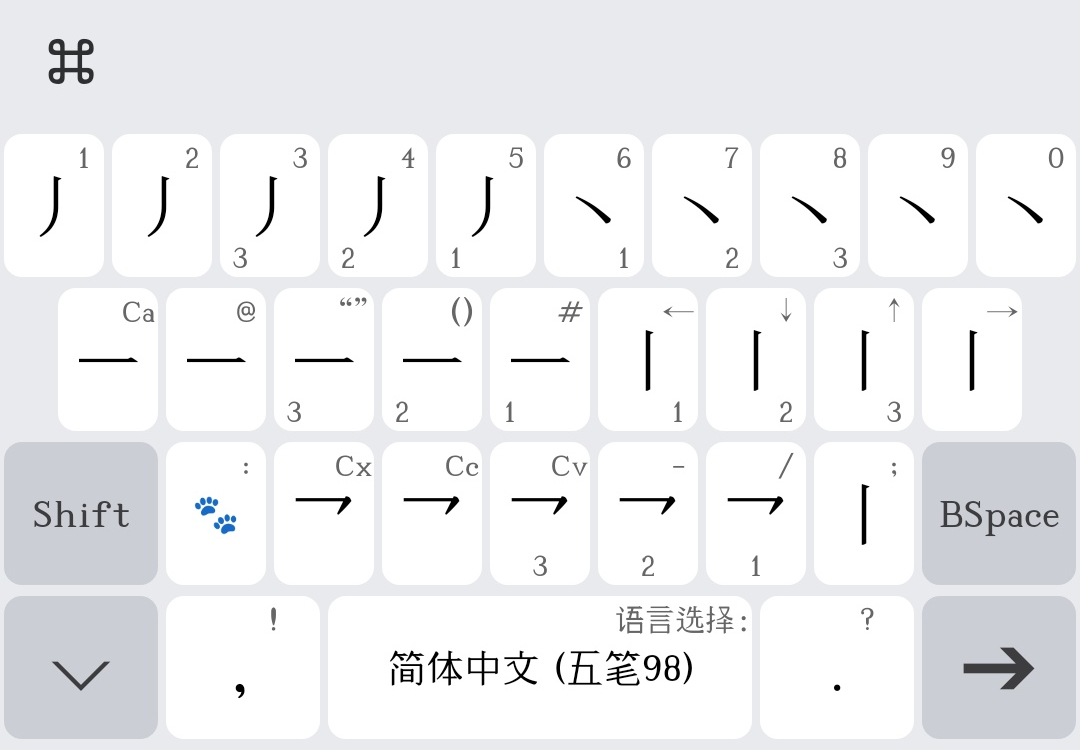 ⌘
1 2 3 4 5 6 7 8 9 0
丿 丿 丿 丿 丿 丶 丶 丶 丶 丶
3 2 1 1 2 3
Ca @ “” () # ← ↓ ↑ →
一 一 一 一 一 丨 丨 丨 丨
3 2 1 1 2 3
: Cx Cc Cv - / ;
Shift 🐾 乛 乛 乛 乛 乛 丨 BSpace
3 2 1
! 语言选择: ?
, 简体中文 (五笔98) . ➔